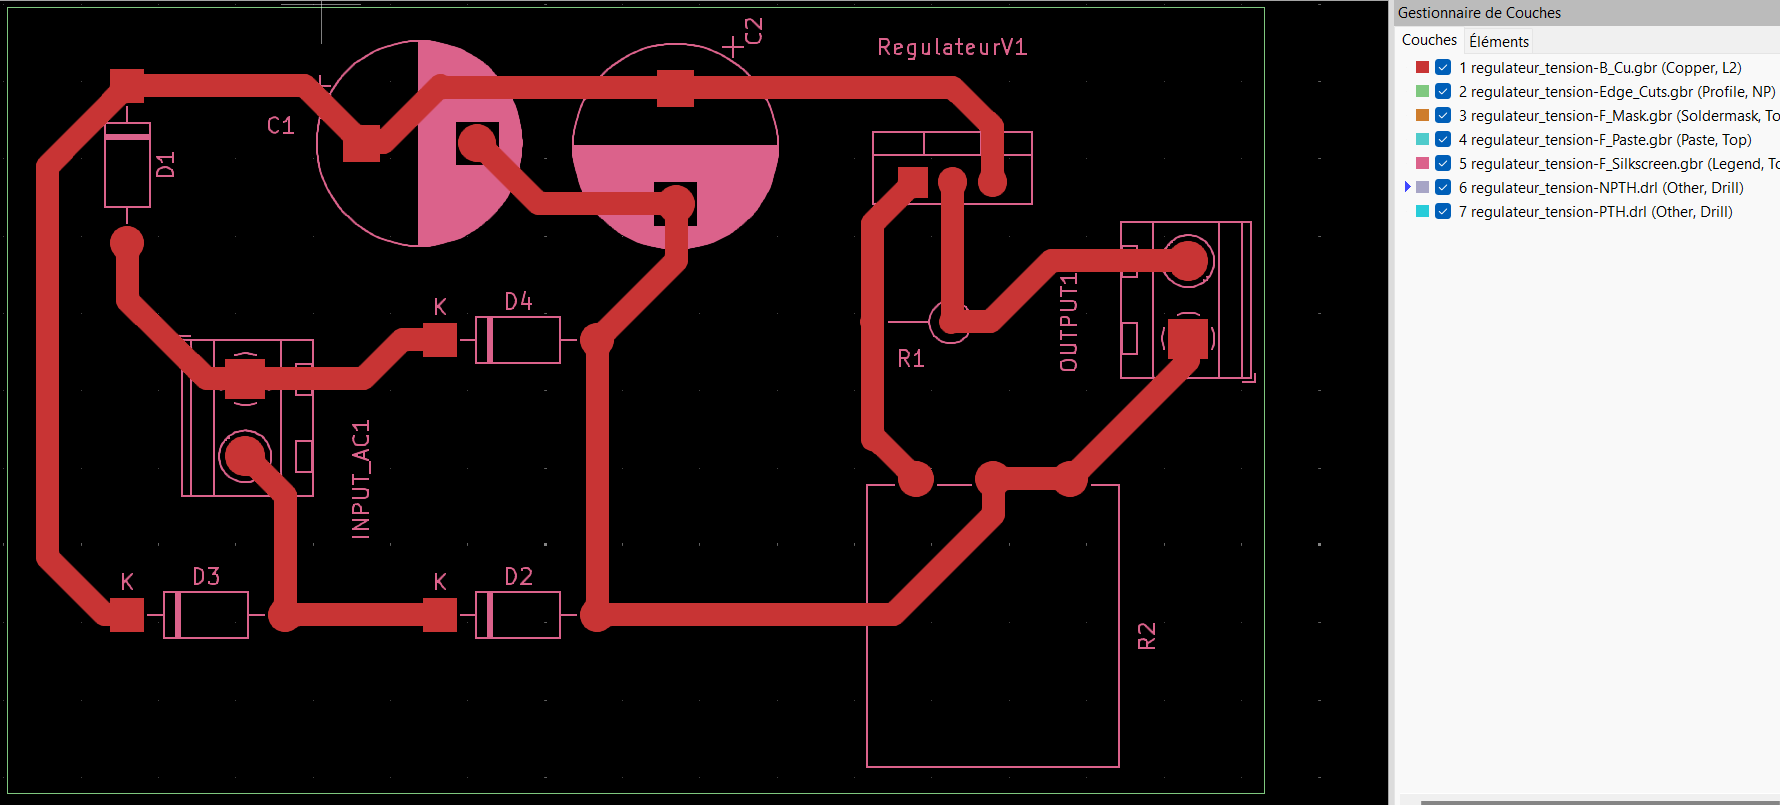 C2
RegulateurV1
C1
D1
K
D4
OUTPUT1
R1
INPUT_AC1
K
D3
K
D2
R2
Gestionnaire de Couches
Couches
Éléments
1 regulateur_tension-B_Cu.gbr (Copper, L2)
2 regulateur_tension-Edge_Cuts.gbr (Profile, NP)
3 regulateur_tension-F_Mask.gbr (Soldermask, To
4 regulateur_tension-F_Paste.gbr (Paste, Top)
5 regulateur_tension-F_Silkscreen.gbr (Legend, To
6 regulateur_tension-NPTH.drl (Other, Drill)
7 regulateur_tension-PTH.drl (Other, Drill)